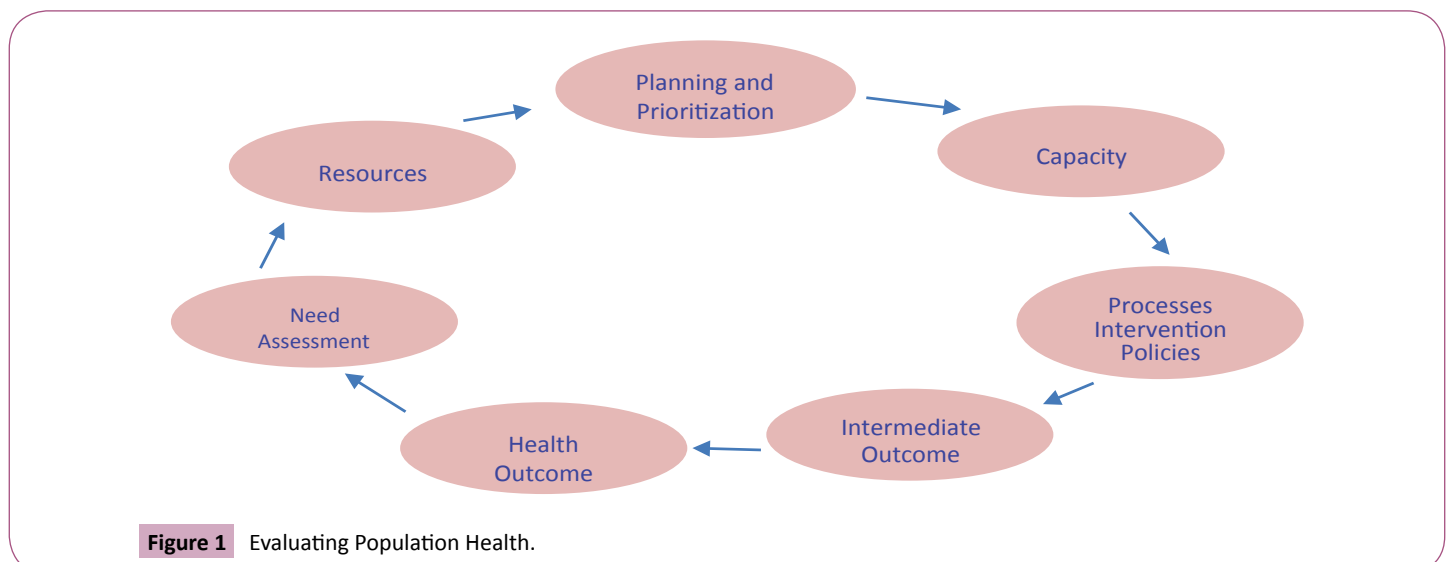 Planning and
Prioritization
Capacity
Resources
Processes
Intervention
Policies
Need
Assessment
Intermediate
Outcome
Health
Outcome
Figure 1 Evaluating Population Health.